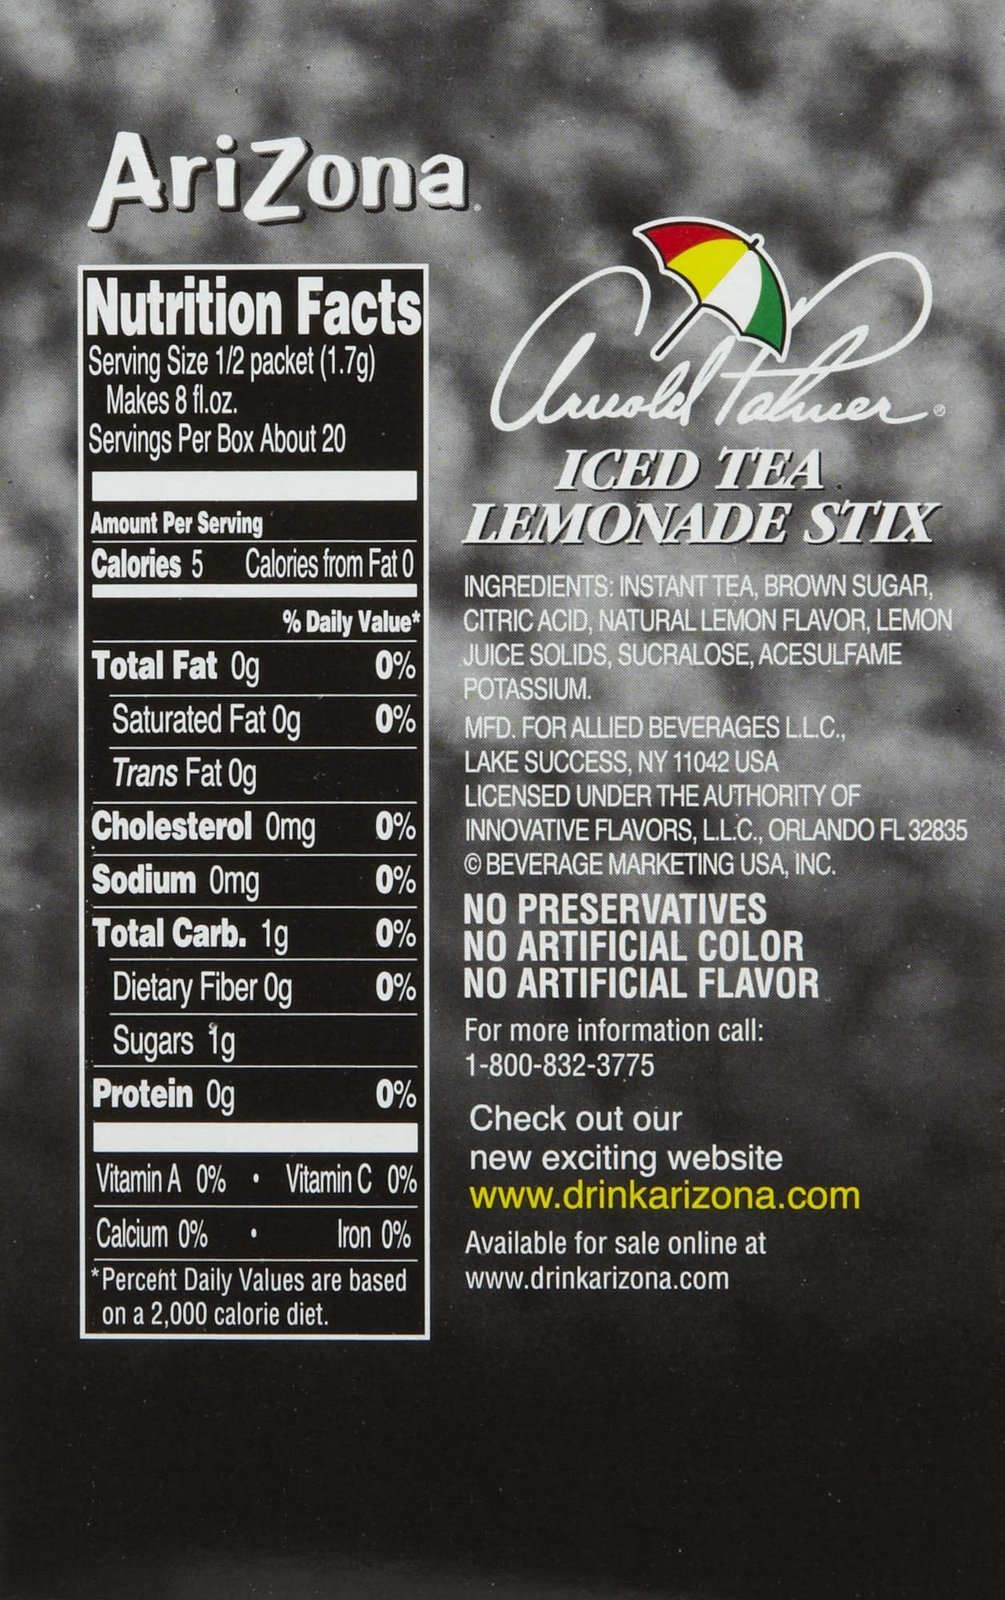 AriZona
Nutrition Facts
Serving Size 1/2 packet (1.7g)
Makes 8 fl.oz.
Servings Per Box About 20
Amount Per Serving
Calories 5 Calories from Fat 0
% Daily Value*
Total Fat 0g 0%
Saturated Fat 0g 0%
Trans Fat 0g
Cholesterol 0mg 0%
Sodium 0mg 0%
Total Carb. 1g 0%
Dietary Fiber 0g 0%
Sugars 1g
Protein 0g 0%
Vitamin A 0% • Vitamin C 0%
Calcium 0% • Iron 0%
*Percent Daily Values are based
on a 2,000 calorie diet.
Arnold Palmer®
ICED TEA
LEMONADE STIX
INGREDIENTS: INSTANT TEA, BROWN SUGAR,
CITRIC ACID, NATURAL LEMON FLAVOR, LEMON
JUICE SOLIDS, SUCRALOSE, ACESULFAME
POTASSIUM.
MFD. FOR ALLIED BEVERAGES L.L.C.,
LAKE SUCCESS, NY 11042 USA
LICENSED UNDER THE AUTHORITY OF
INNOVATIVE FLAVORS, L.L.C., ORLANDO FL 32835
© BEVERAGE MARKETING USA, INC.
NO PRESERVATIVES
NO ARTIFICIAL COLOR
NO ARTIFICIAL FLAVOR
For more information call:
1-800-832-3775
Check out our
new exciting website
www.drinkarizona.com
Available for sale online at
www.drinkarizona.com